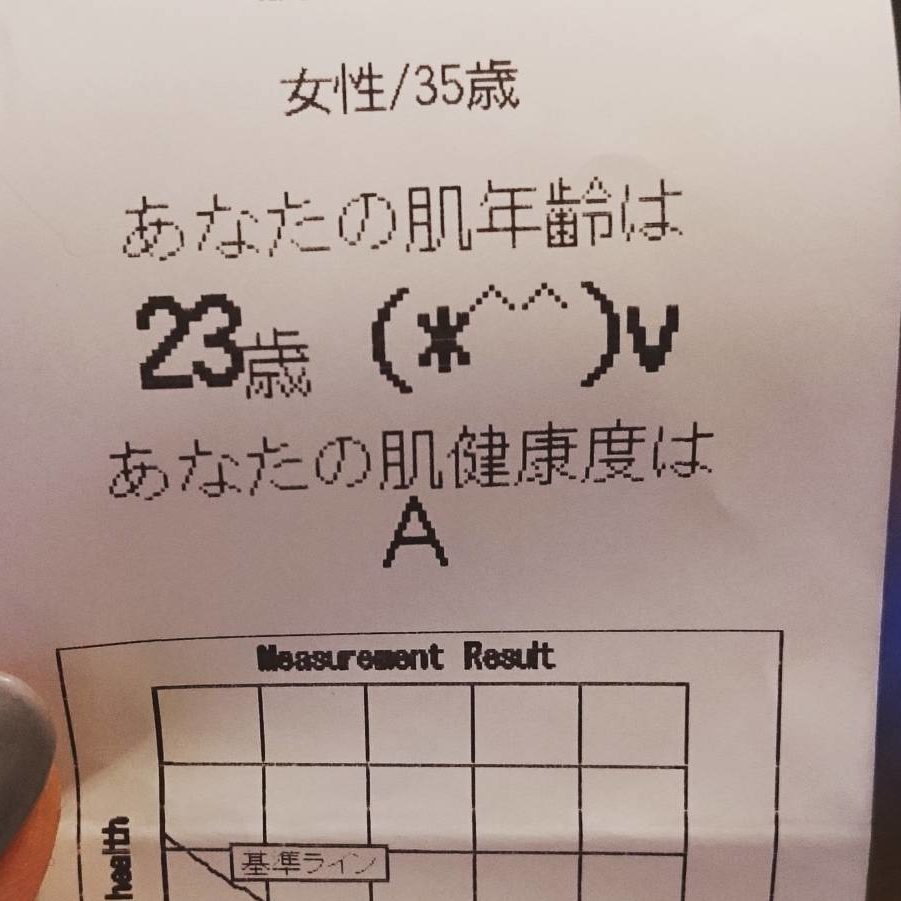 女性/35歳
あなたの肌年齢は
23歳 (*^^)v
あなたの肌健康度は
A
Measurement Result
health
基準ライン